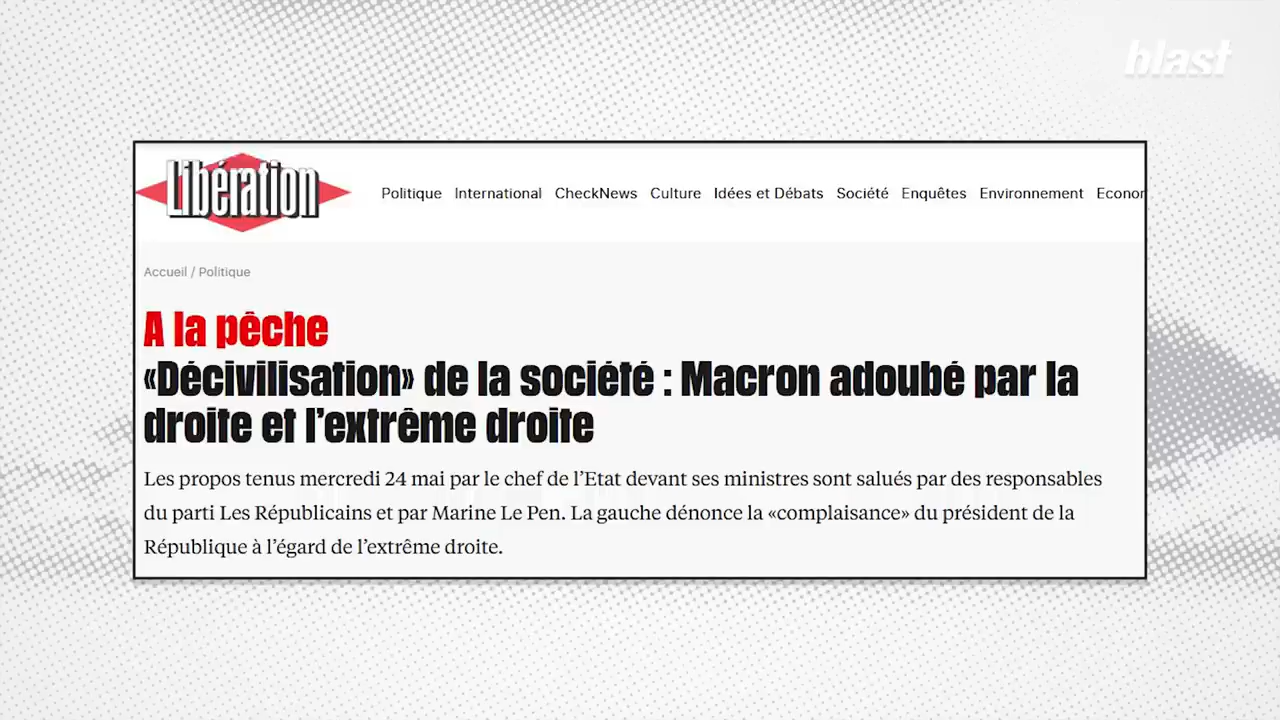 blast
Libération
Politique International CheckNews Culture Idées et Débats Société Enquêtes Environnement Econor
Accueil / Politique
A la pêche
«Décivilisation» de la société : Macron adoubé par la
droite et l'extrême droite
Les propos tenus mercredi 24 mai par le chef de l'Etat devant ses ministres sont salués par des responsables
du parti Les Républicains et par Marine Le Pen. La gauche dénonce la «complaisance» du président de la
République à l'égard de l'extrême droite.